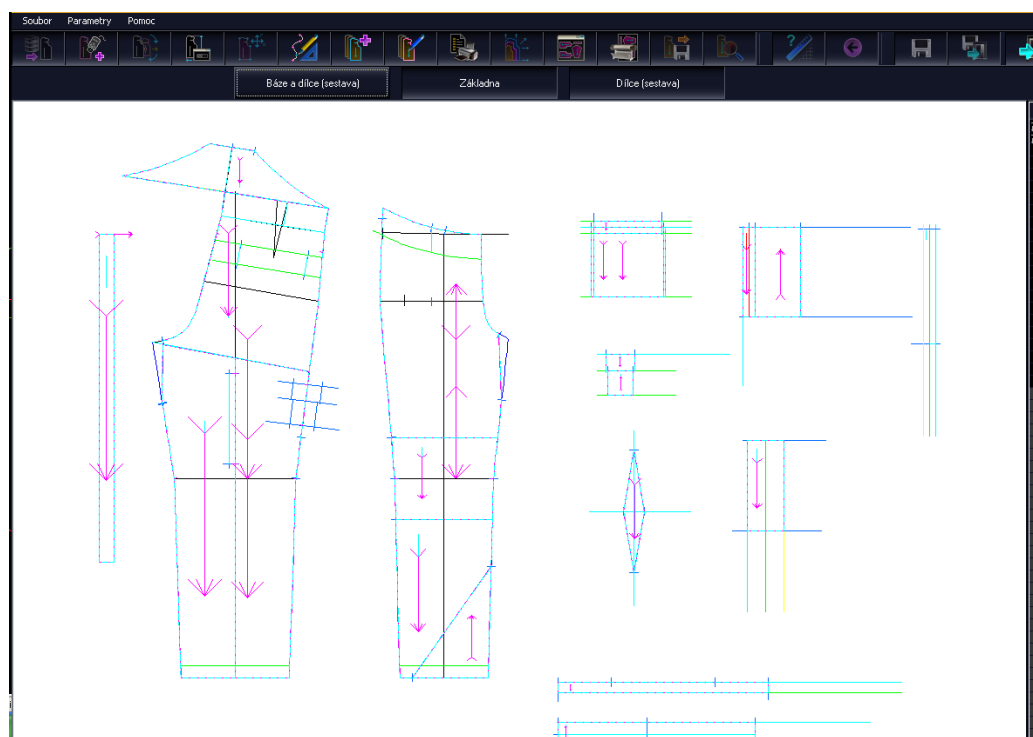 Soubor Parametry Pomoc
Báze a dílce (sestava) Základna Dílce (sestava)